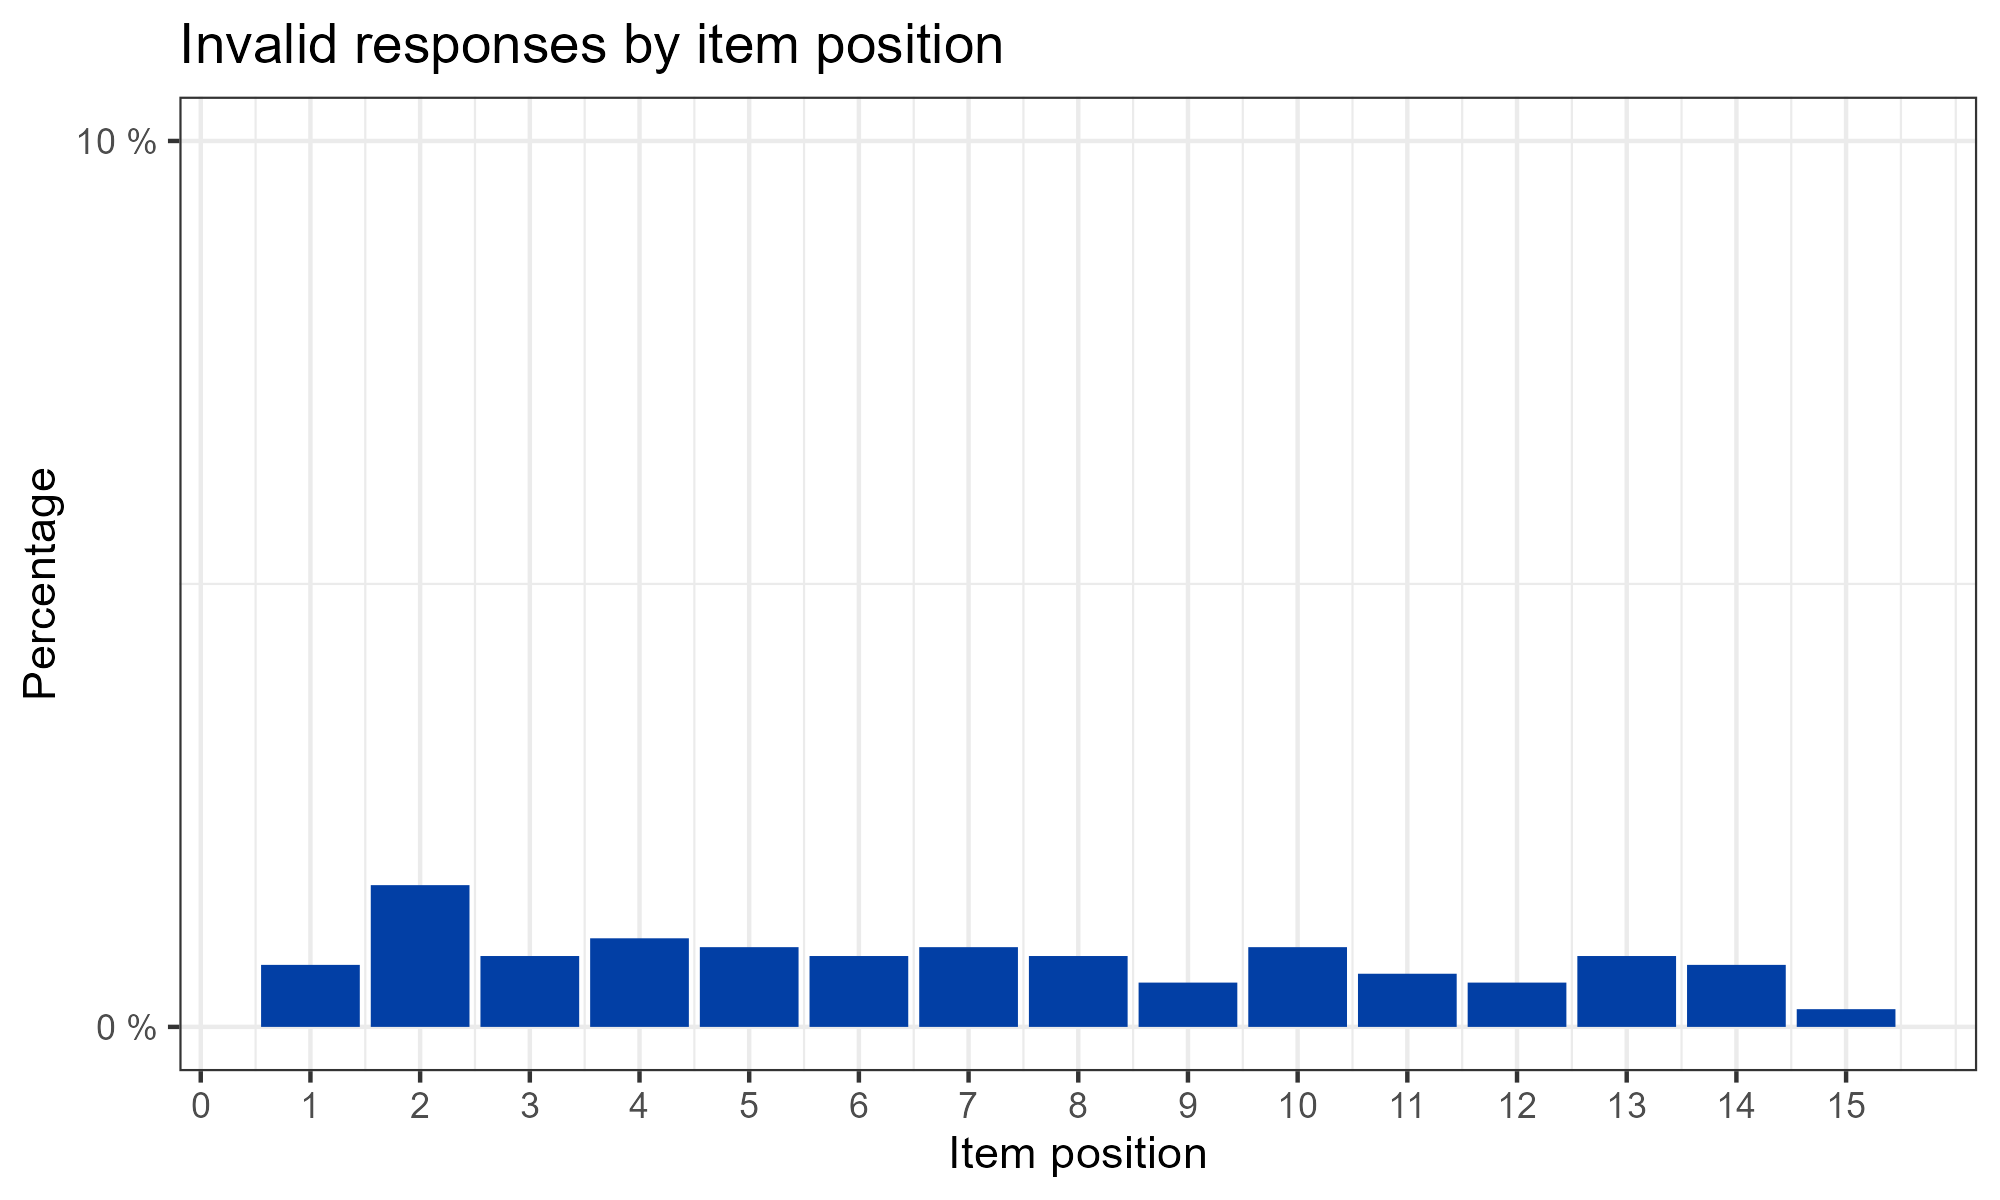 Invalid responses by item position
10 %
Percentage
0 %
0 1 2 3 4 5 6 7 8 9 10 11 12 13 14 15
Item position